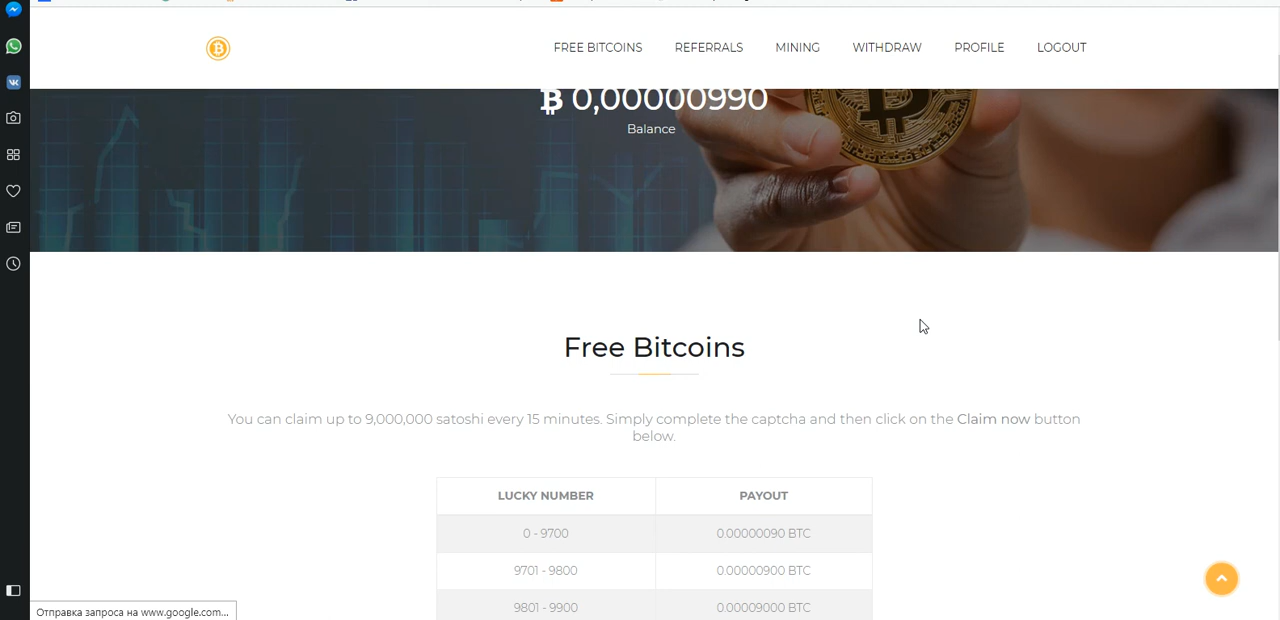 FREE BITCOINS REFERRALS MINING WITHDRAW PROFILE LOGOUT
₿ 0,00000990
Balance
Free Bitcoins
You can claim up to 9,000,000 satoshi every 15 minutes. Simply complete the captcha and then click on the Claim now button
below.
LUCKY NUMBER PAYOUT
0 - 9700 0.00000090 BTC
9701 - 9800 0.00000900 BTC
9801 - 9900 0.00009000 BTC
Отправка запроса на www.google.com...